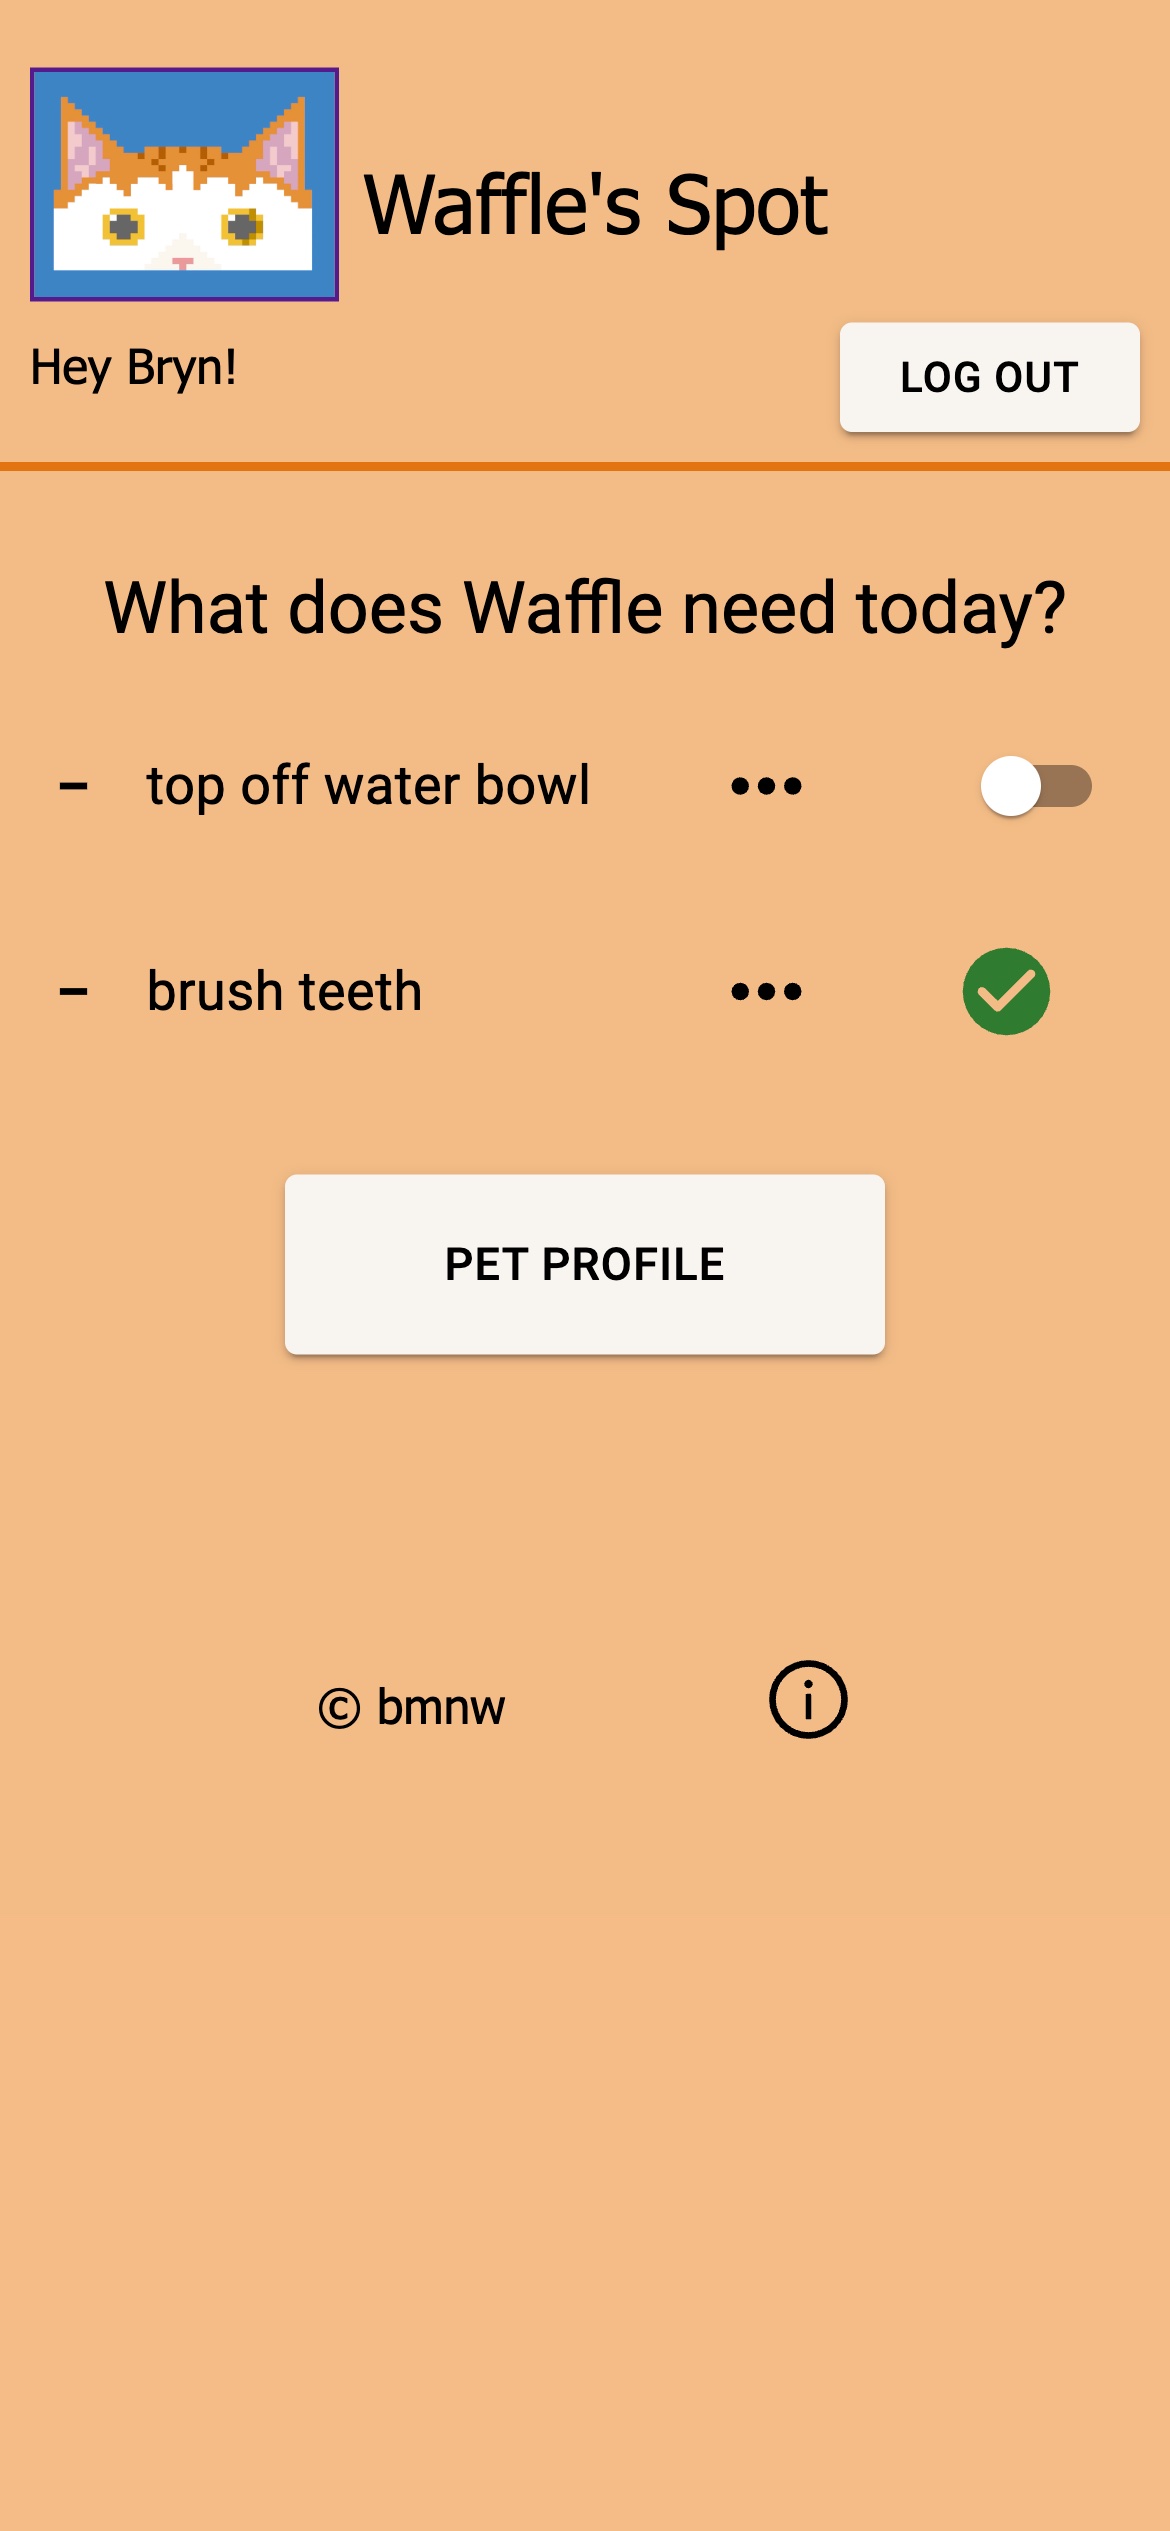 Waffle's Spot
Hey Bryn!
LOG OUT
What does Waffle need today?
– top off water bowl •••
– brush teeth •••
PET PROFILE
© bmnw
i